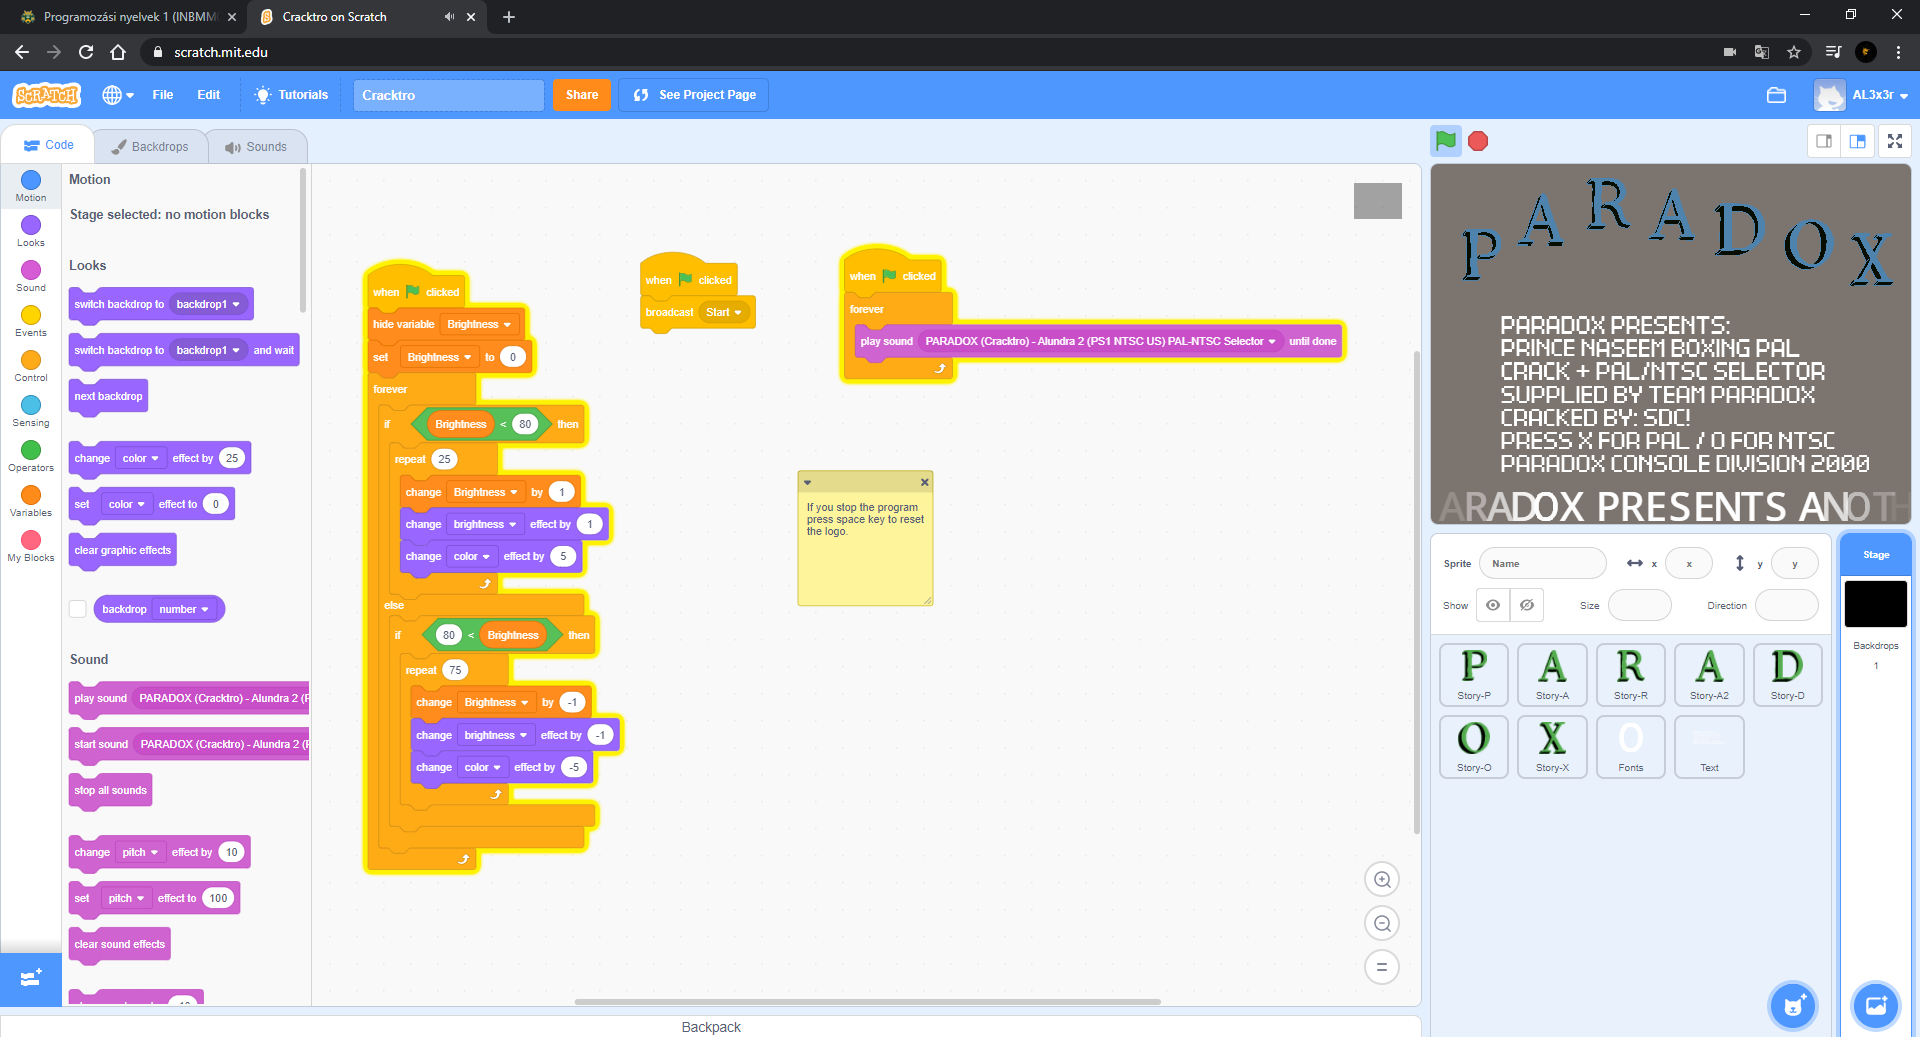 Programozási nyelvek 1 (INBMM
Cracktro on Scratch
scratch.mit.edu
SCRATCH
File
Edit
Tutorials
Cracktro
Share
See Project Page
AL3x3r
Code
Backdrops
Sounds
Motion
Looks
Sound
Events
Control
Sensing
Operators
Variables
My Blocks
Motion
Stage selected: no motion blocks
Looks
switch backdrop to backdrop1
switch backdrop to backdrop1 and wait
next backdrop
change color effect by 25
set color effect to 0
clear graphic effects
backdrop number
Sound
play sound PARADOX (Cracktro) - Alundra 2 (P
start sound PARADOX (Cracktro) - Alundra 2 (P
stop all sounds
change pitch effect by 10
set pitch effect to 100
clear sound effects
when clicked
hide variable Brightness
set Brightness to 0
forever
if Brightness < 80 then
repeat 25
change Brightness by 1
change brightness effect by 1
change color effect by 5
else
if 80 < Brightness then
repeat 75
change Brightness by -1
change brightness effect by -1
change color effect by -5
when clicked
broadcast Start
when clicked
forever
play sound PARADOX (Cracktro) - Alundra 2 (PS1 NTSC US) PAL-NTSC Selector until done
If you stop the program
press space key to reset
the logo.
PARADOX
PARADOX PRESENTS:
PRINCE NASEEM BOXING PAL
CRACK + PAL/NTSC SELECTOR
SUPPLIED BY TEAM PARADOX
CRACKED BY: SDC!
PRESS X FOR PAL / O FOR NTSC
PARADOX CONSOLE DIVISION 2000
ARADOX PRESENTS ANOTH
Sprite Name x x y y
Show Size Direction
Stage
Backdrops
1
P A R A D
Story-P Story-A Story-R Story-A2 Story-D
O X O
Story-O Story-X Fonts Text
Backpack